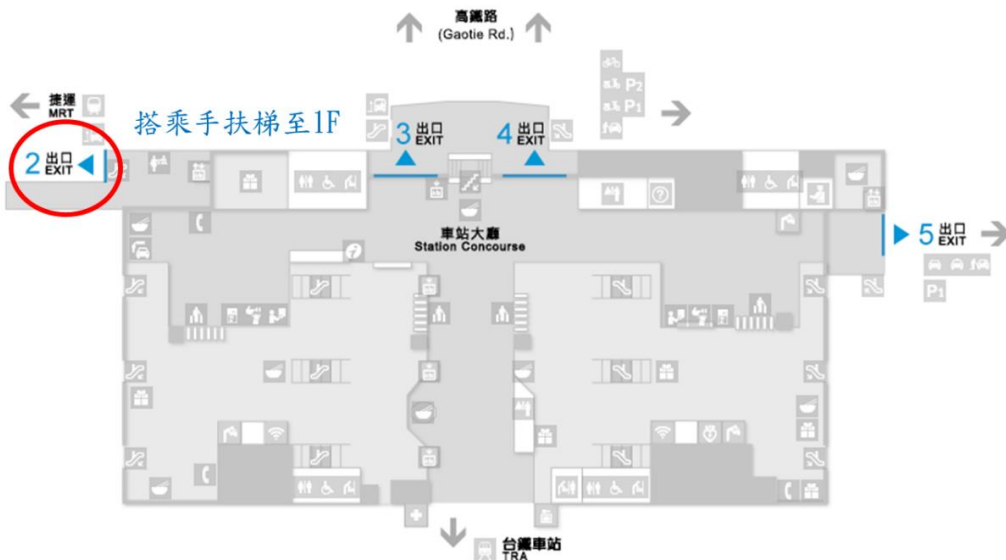 高鐵路
(Gaotie Rd.)
捷運
MRT
搭乘手扶梯至1F
2 出口
EXIT
3 出口
EXIT
4 出口
EXIT
P2
P1
車站大廳
Station Concourse
5 出口
EXIT
P1
台鐵車站
TRA